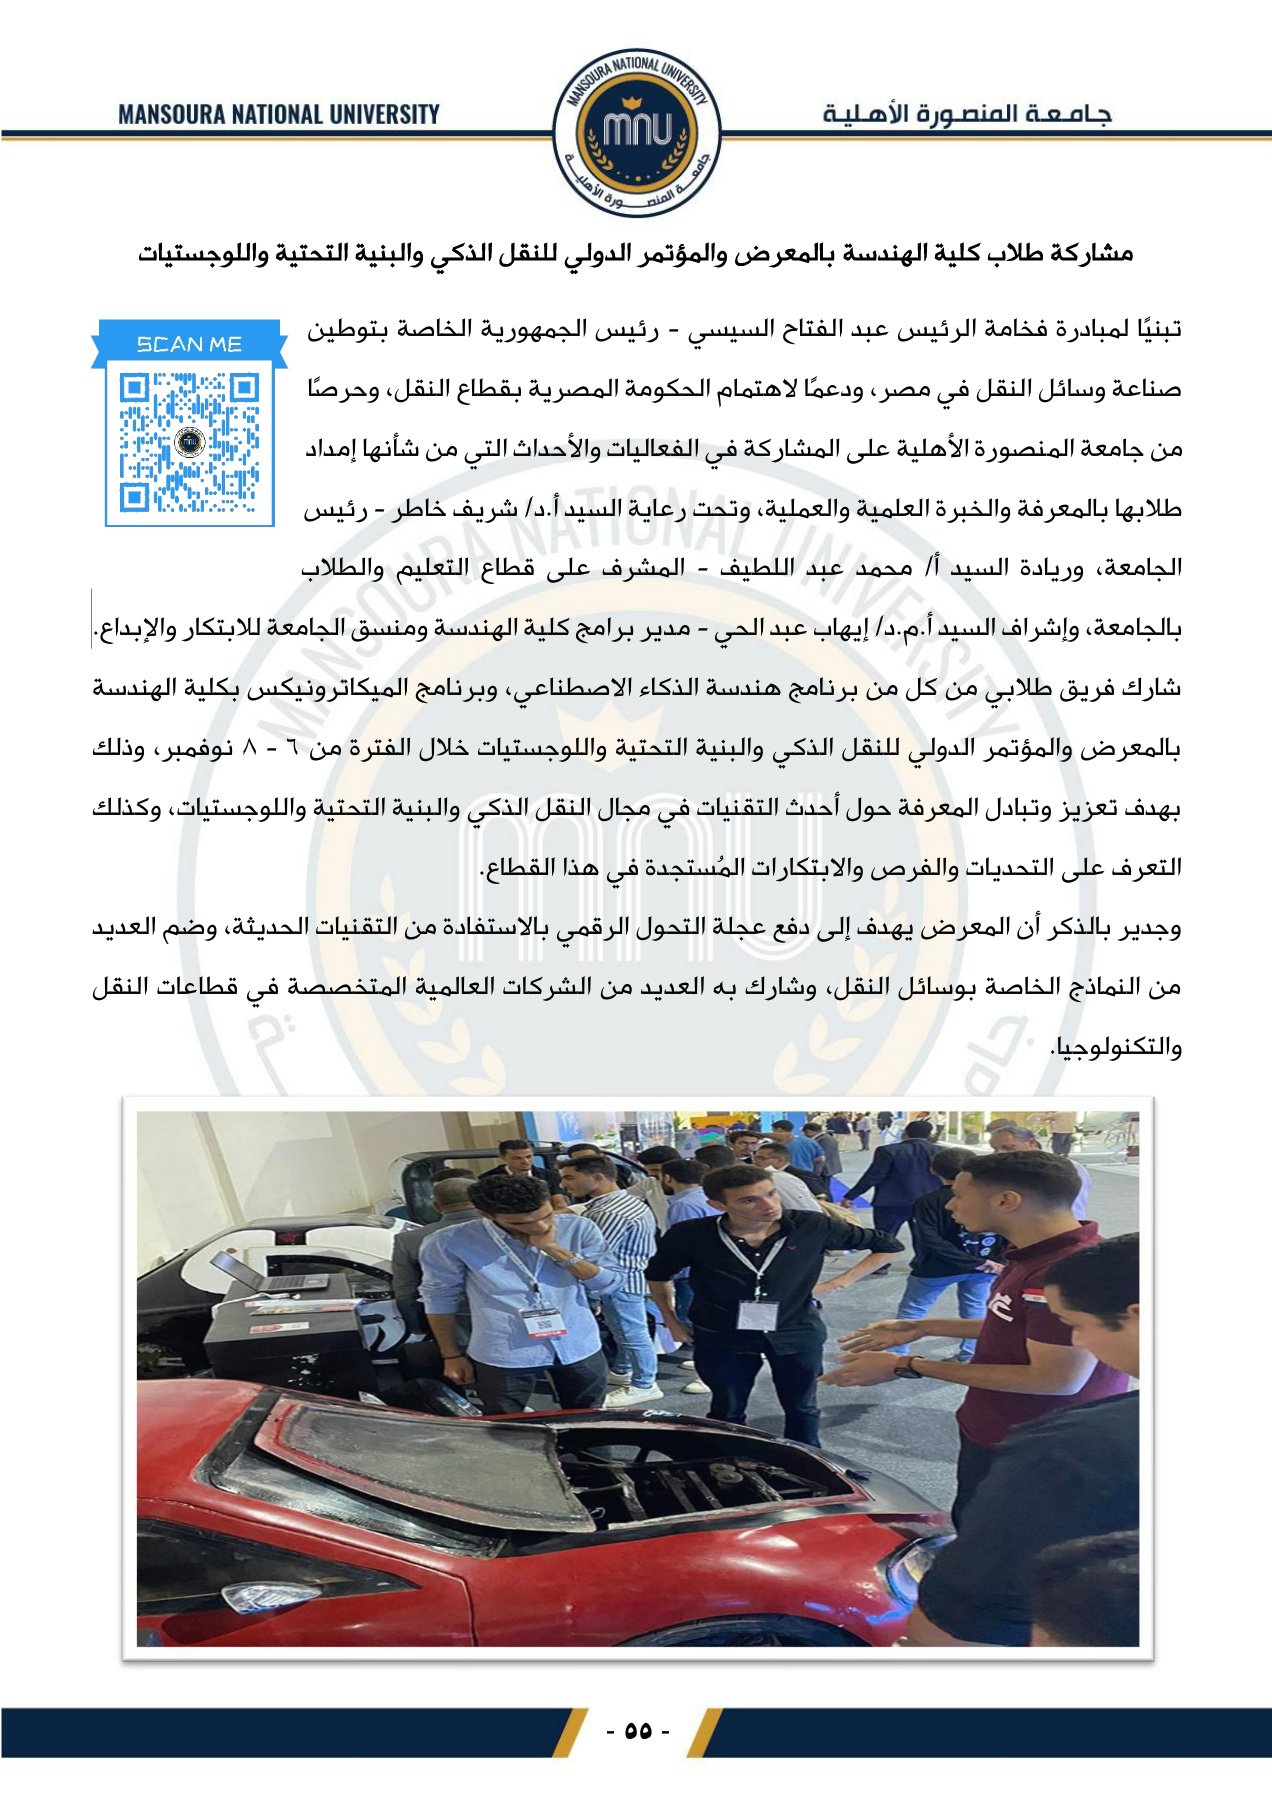 MANSOURA NATIONAL UNIVERSITY
جامعة المنصورة الأهلية
MANSOURA NATIONAL UNIVERSITY
mnu
جامعة المنصورة الأهلية
مشاركة طلاب كلية الهندسة بالمعرض والمؤتمر الدولي للنقل الذكي والبنية التحتية واللوجستيات
SCAN ME
تبنيًا لمبادرة فخامة الرئيس عبد الفتاح السيسي - رئيس الجمهورية الخاصة بتوطين
صناعة وسائل النقل في مصر، ودعمًا لاهتمام الحكومة المصرية بقطاع النقل، وحرصًا
من جامعة المنصورة الأهلية على المشاركة في الفعاليات والأحداث التي من شأنها إمداد
طلابها بالمعرفة والخبرة العلمية والعملية، وتحت رعاية السيد أ.د/ شريف خاطر - رئيس
الجامعة، وريادة السيد أ/ محمد عبد اللطيف - المشرف على قطاع التعليم والطلاب
بالجامعة، وإشراف السيد أ.م.د/ إيهاب عبد الحي - مدير برامج كلية الهندسة ومنسق الجامعة للابتكار والإبداع.
شارك فريق طلابي من كل من برنامج هندسة الذكاء الاصطناعي، وبرنامج الميكاترونيكس بكلية الهندسة
بالمعرض والمؤتمر الدولي للنقل الذكي والبنية التحتية واللوجستيات خلال الفترة من ٦ - ٨ نوفمبر، وذلك
بهدف تعزيز وتبادل المعرفة حول أحدث التقنيات في مجال النقل الذكي والبنية التحتية واللوجستيات، وكذلك
التعرف على التحديات والفرص والابتكارات المُستجدة في هذا القطاع.
وجدير بالذكر أن المعرض يهدف إلى دفع عجلة التحول الرقمي بالاستفادة من التقنيات الحديثة، وضم العديد
من النماذج الخاصة بوسائل النقل، وشارك به العديد من الشركات العالمية المتخصصة في قطاعات النقل
والتكنولوجيا.
- ٥٥ -